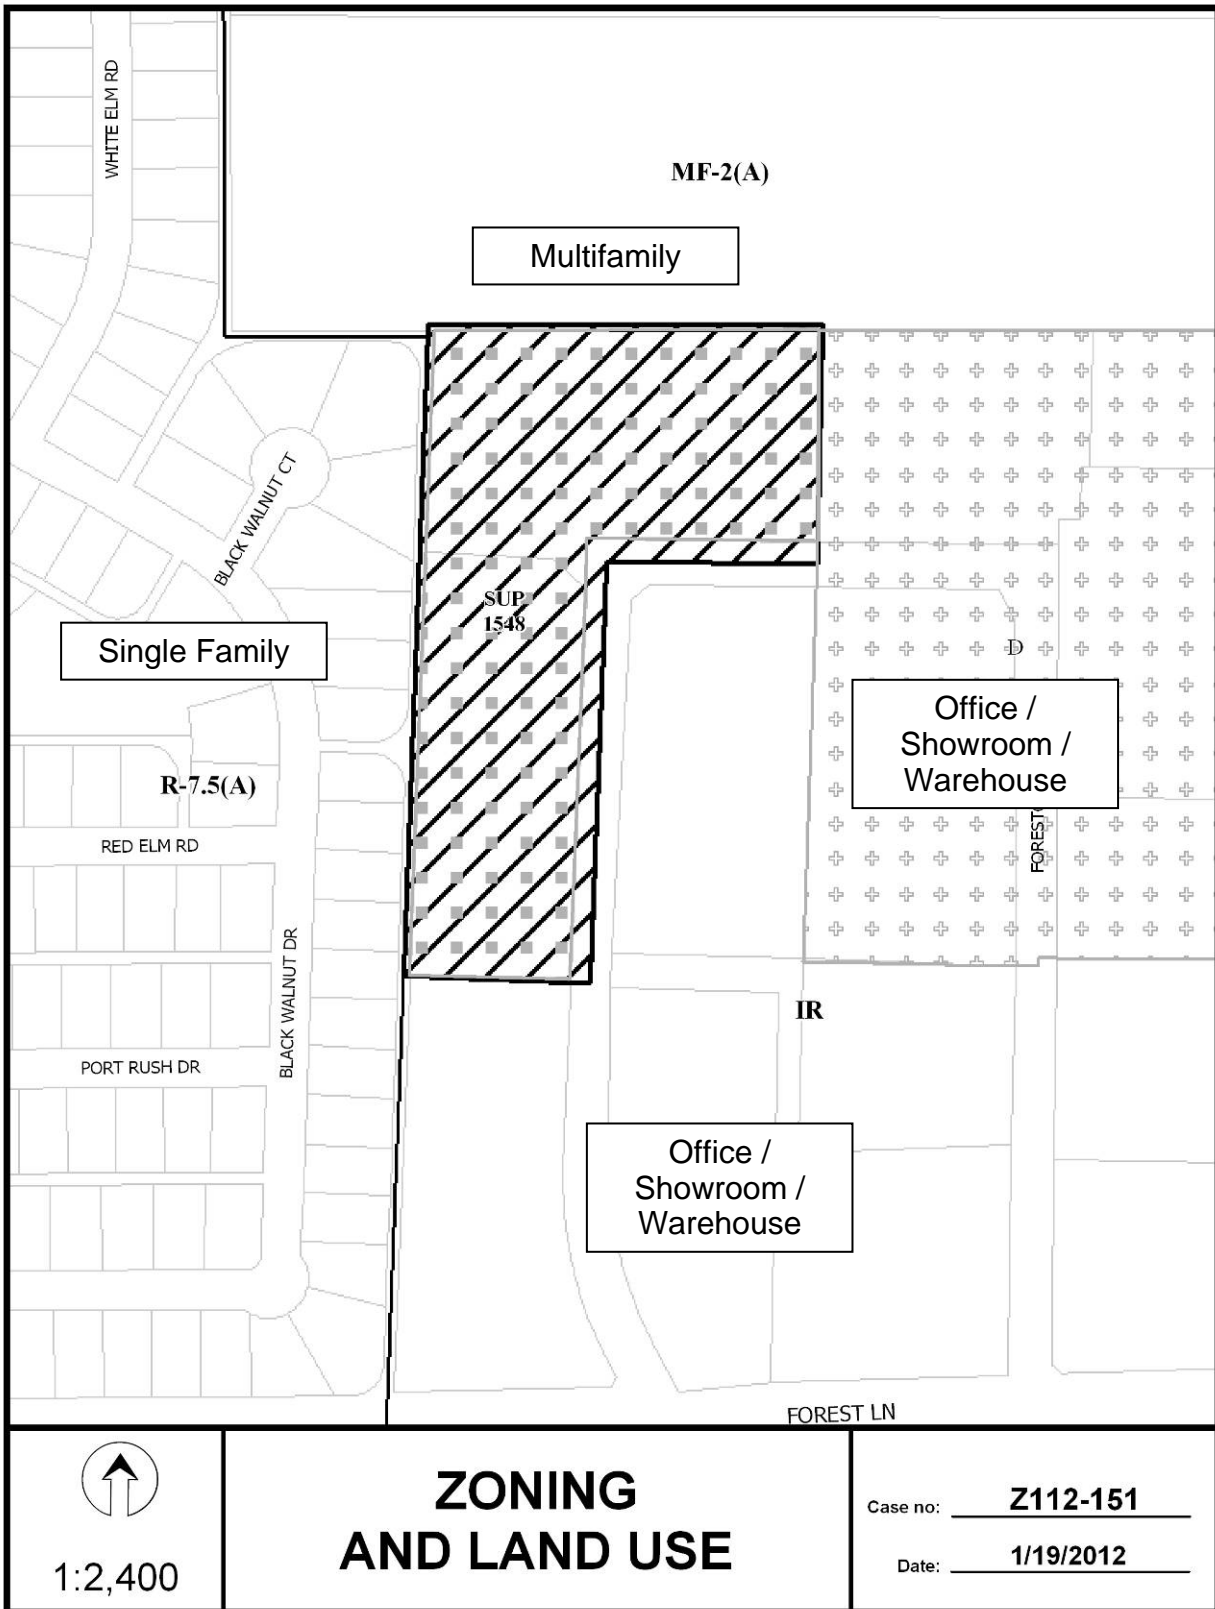 WHITE ELM RD
MF-2(A)
Multifamily
BLACK WALNUT CT
SUP
1548
Single Family
D
Office /
Showroom /
Warehouse
R-7.5(A)
RED ELM RD
FOREST
BLACK WALNUT DR
IR
PORT RUSH DR
Office /
Showroom /
Warehouse
FOREST LN
1:2,400
ZONING
AND LAND USE
Case no: Z112-151
Date: 1/19/2012